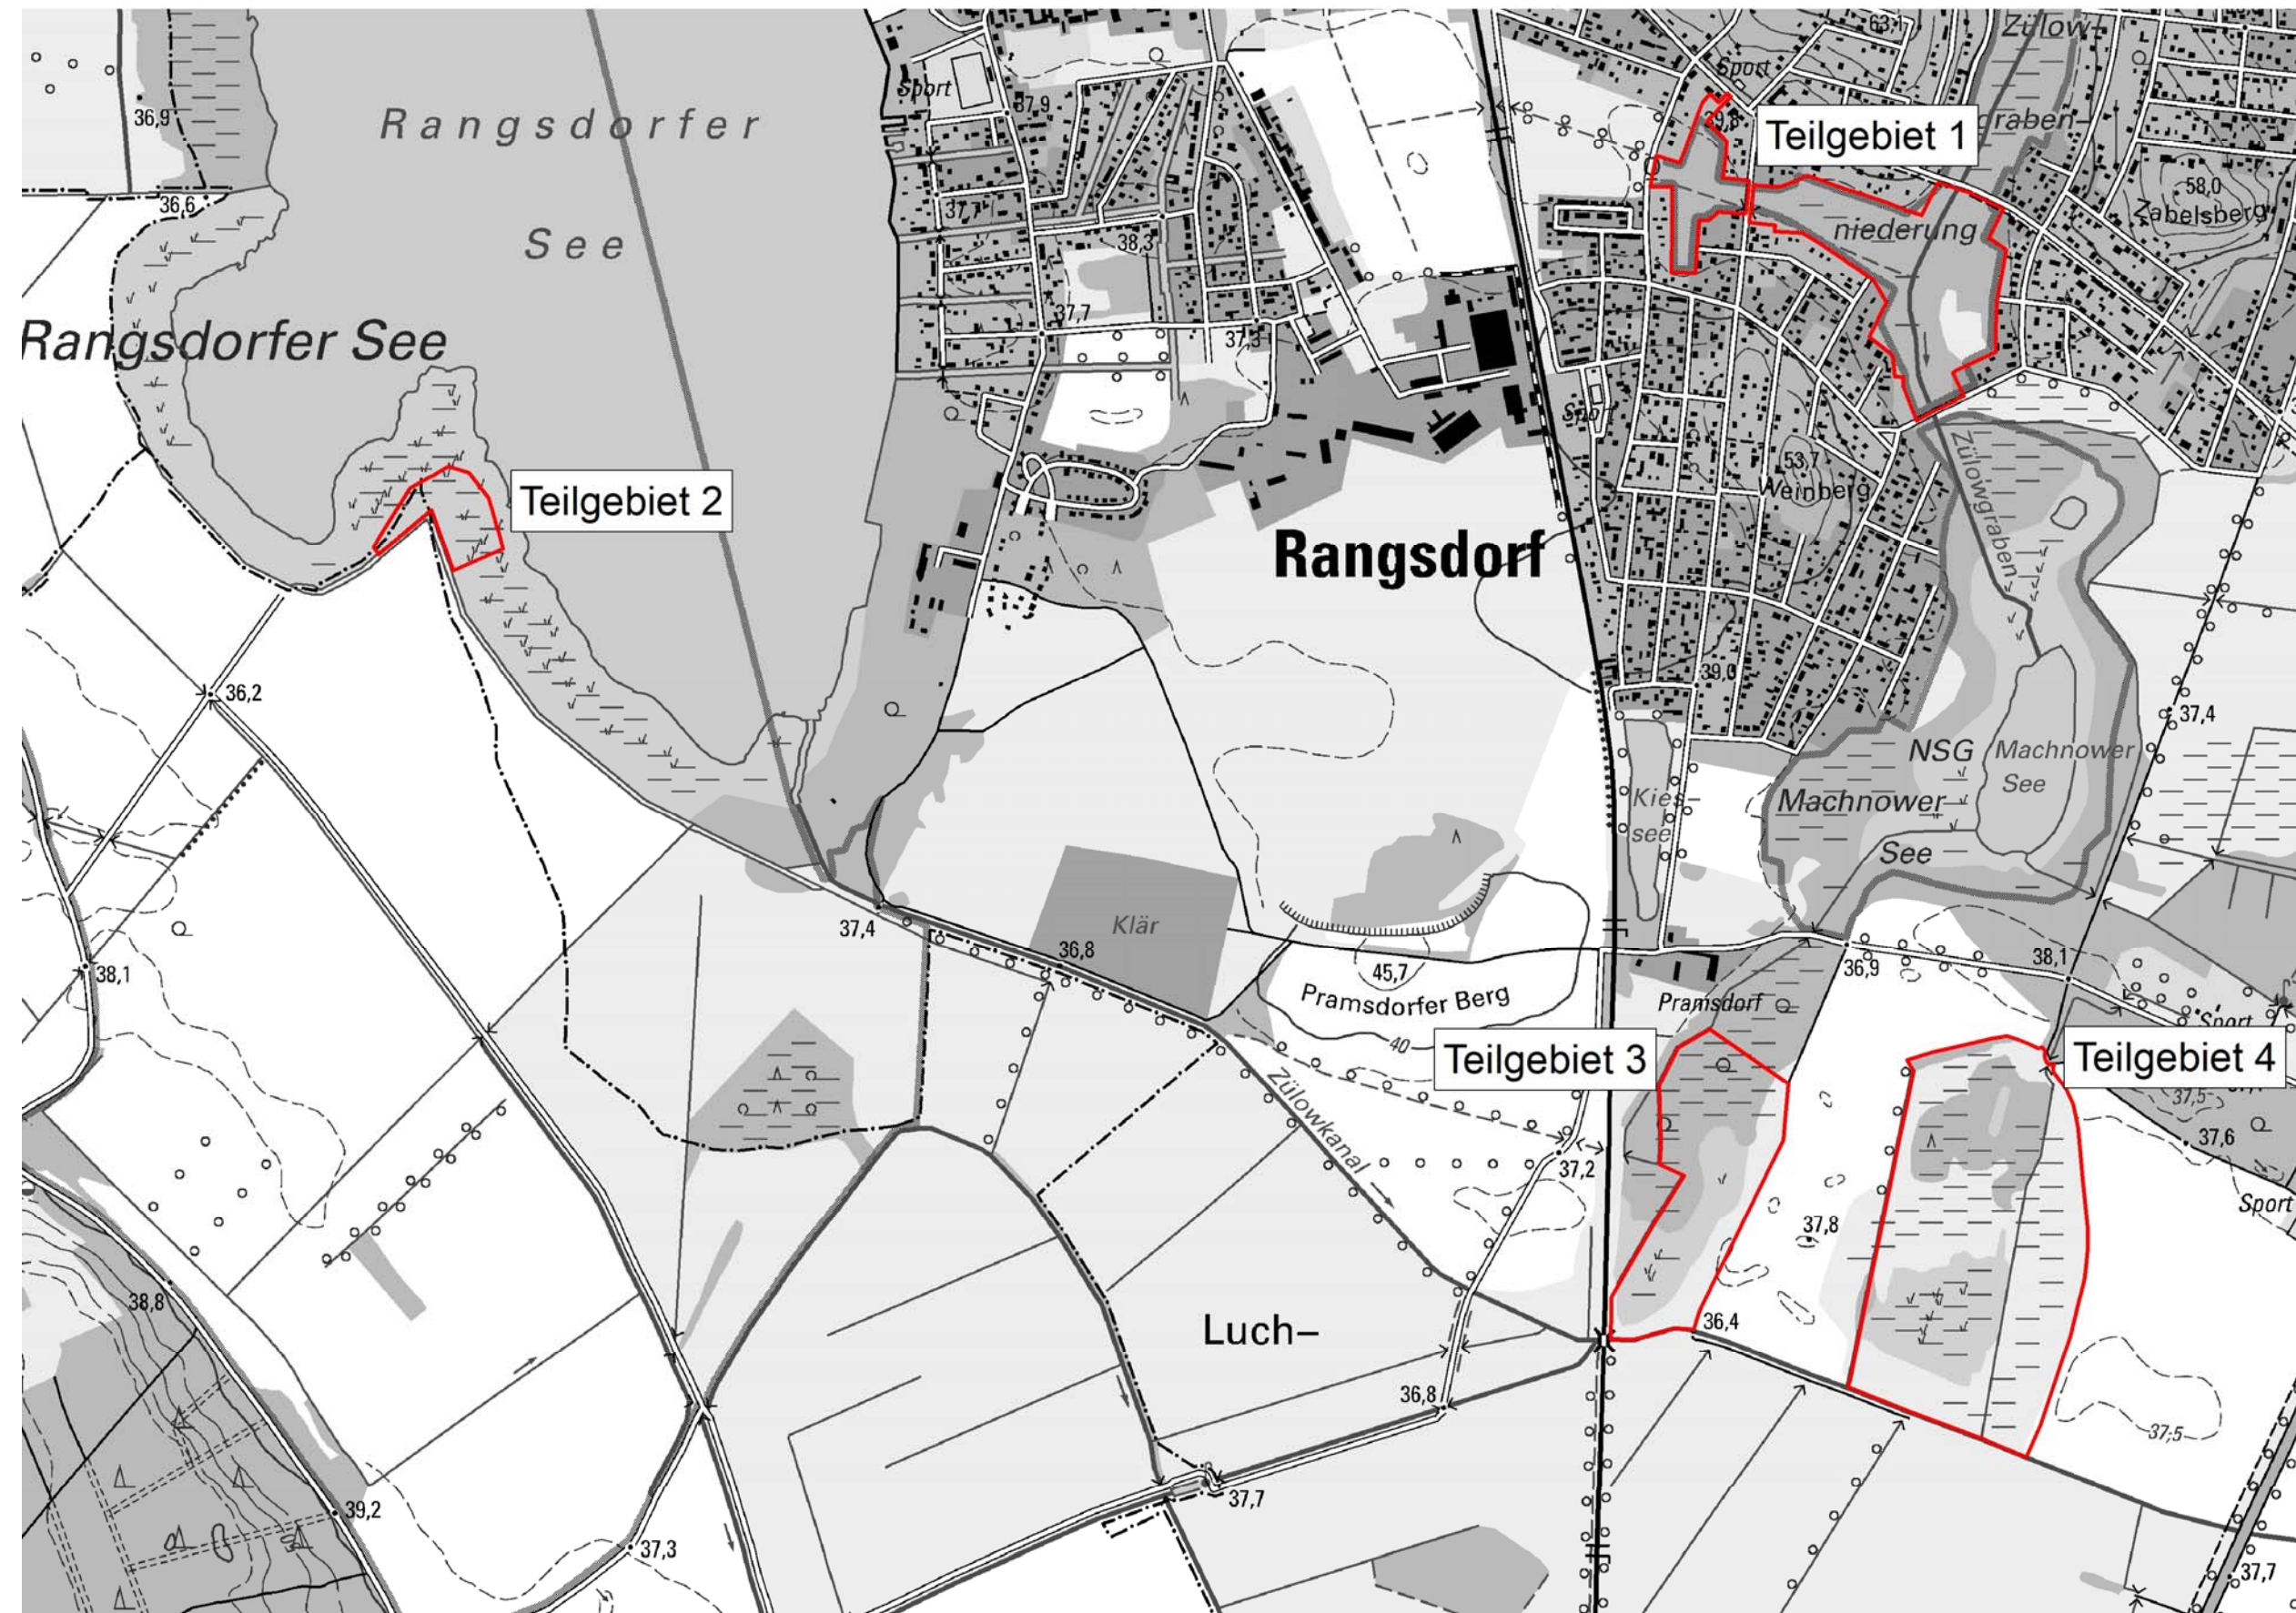 63,1
Zülow-
Sport
Sport
Rangsdorfer
37,9
36,9
39,8
Teilgebiet 1
graben-
58,0
Zabelsberg
36,6
37,7
niederung
See
38,3
Rangsdorfer See
37,7
37,3
Sport
53,7
Weinberg
Zülowgraben
Teilgebiet 2
Rangsdorf
39,0
36,2
37,4
NSG
Machnower
See
Kies-
see
Machnower
See
37,4
Klär
36,8
38,1
45,7
Pramsdorfer Berg
36,9
38,1
Pramsdorf
Sport
40
Teilgebiet 3
Teilgebiet 4
37,5
Zülowkanal
37,6
37,2
Sport
37,8
38,8
Luch–
36,4
36,8
37,5
37,7
39,2
37,3
37,7